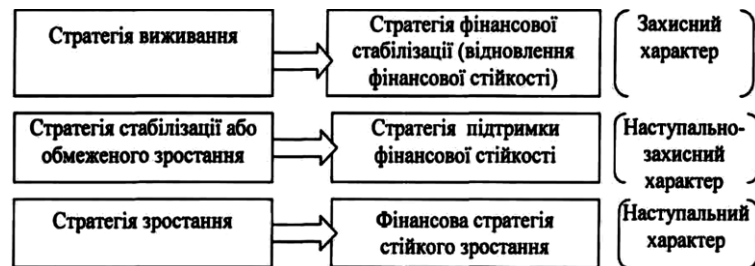 Стратегія виживання
Стратегія фінансової
стабілізації (відновлення
фінансової стійкості)
Захисний
характер
Стратегія стабілізації або
обмеженого зростання
Стратегія підтримки
фінансової стійкості
Наступально-
захисний
характер
Стратегія зростання
Фінансова стратегія
стійкого зростання
Наступальний
характер